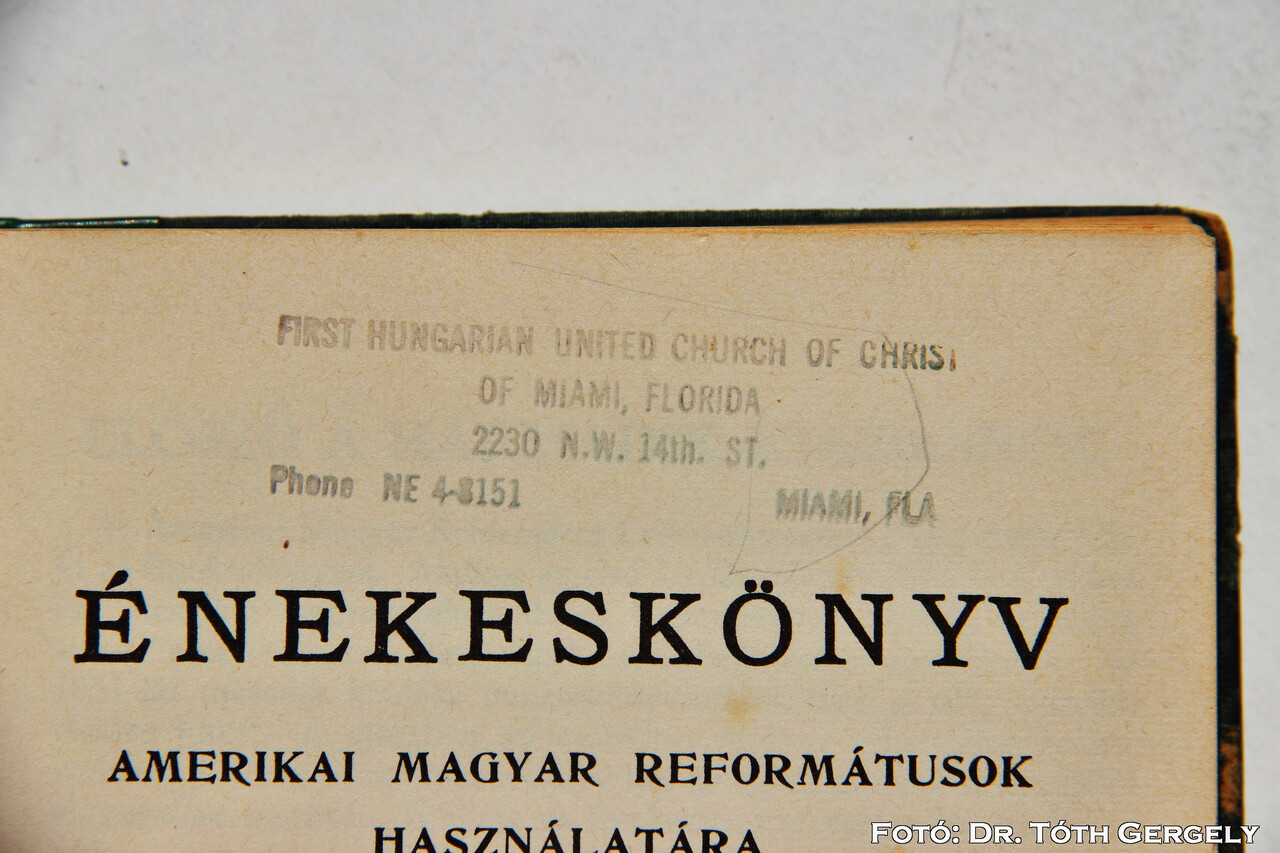 FIRST HUNGARIAN UNITED CHURCH OF CHRIST
OF MIAMI, FLORIDA
2230 N.W. 14th. ST.
Phone NE 4-8151 MIAMI, FLA
ÉNEKESKÖNYV
AMERIKAI MAGYAR REFORMÁTUSOK
HASZNÁLATÁRA
FOTÓ: DR. TÓTH GERGELY